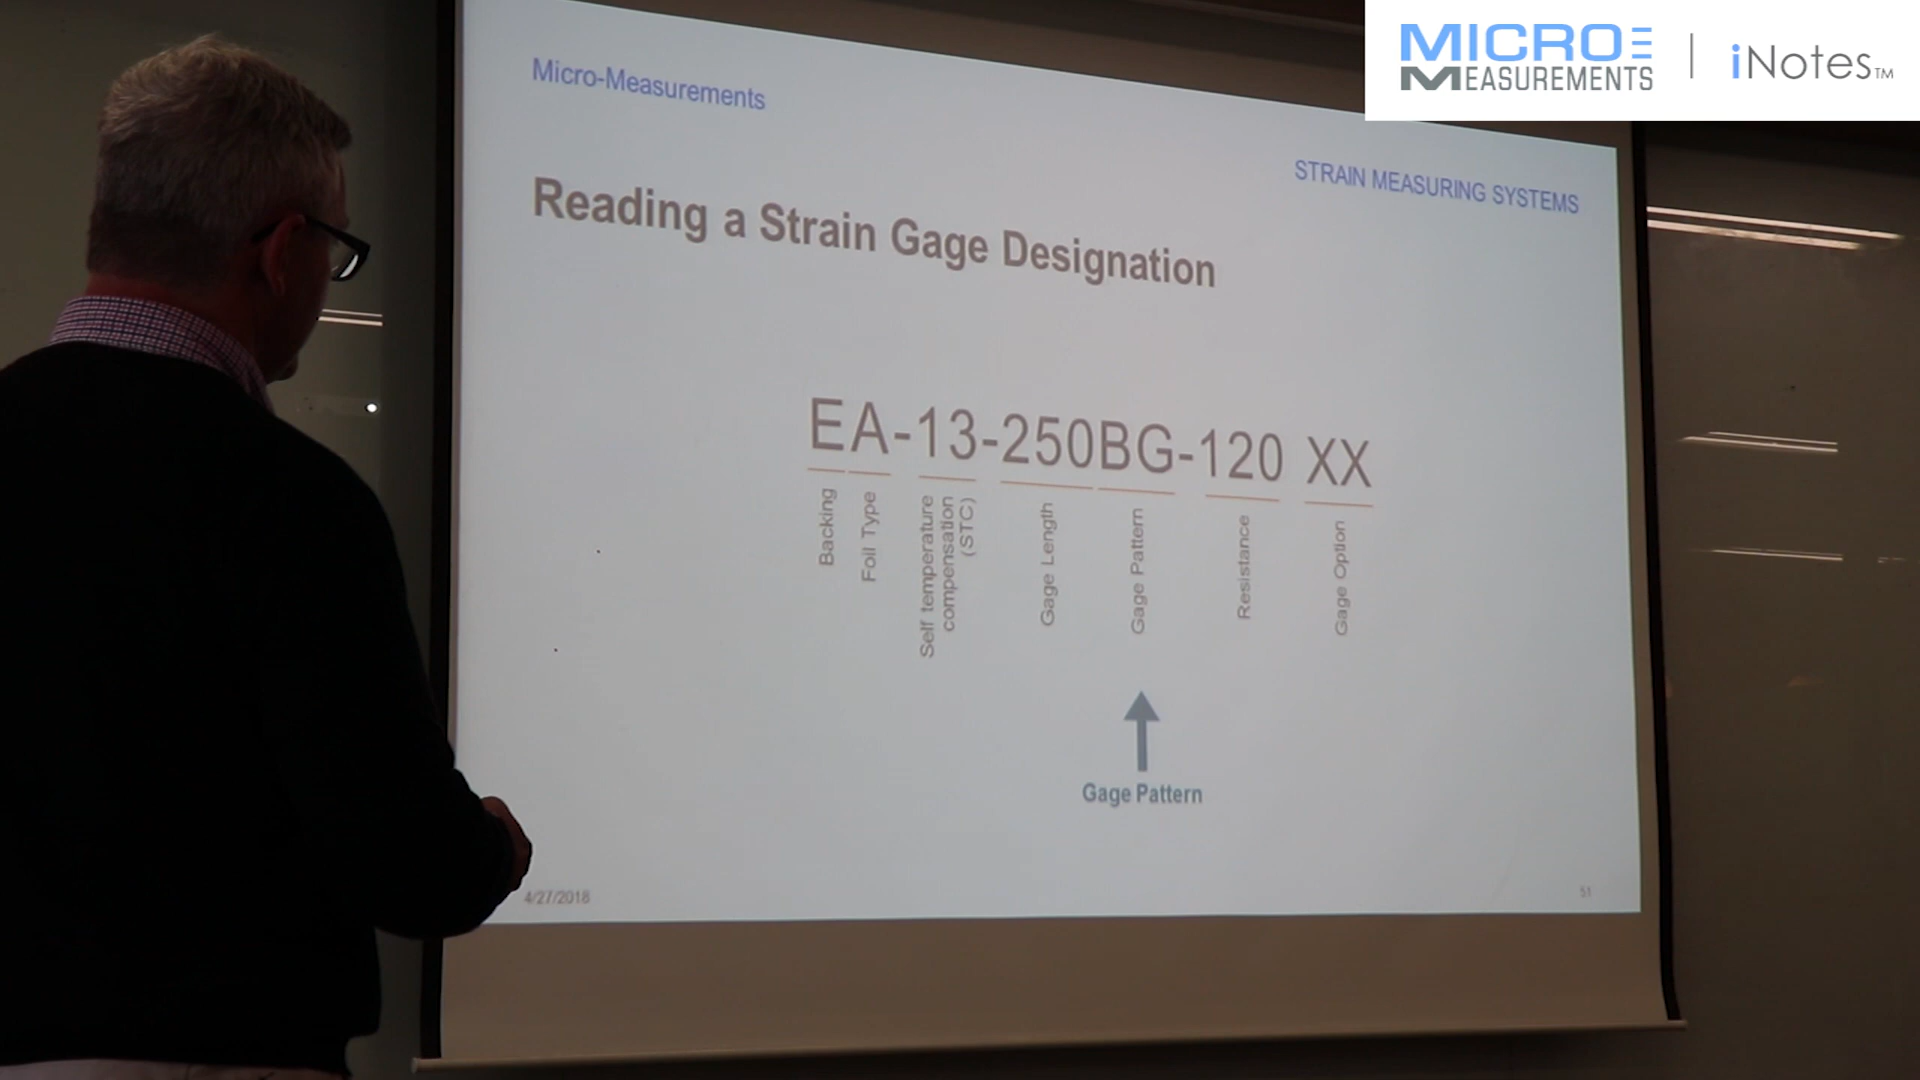 MICRO
MEASUREMENTS
iNotes™
Micro-Measurements
STRAIN MEASURING SYSTEMS
Reading a Strain Gage Designation
EA-13-250BG-120 XX
Backing
Foil Type
Self temperature
compensation
(STC)
Gage Length
Gage Pattern
Resistance
Gage Option
Gage Pattern
4/27/2018
51